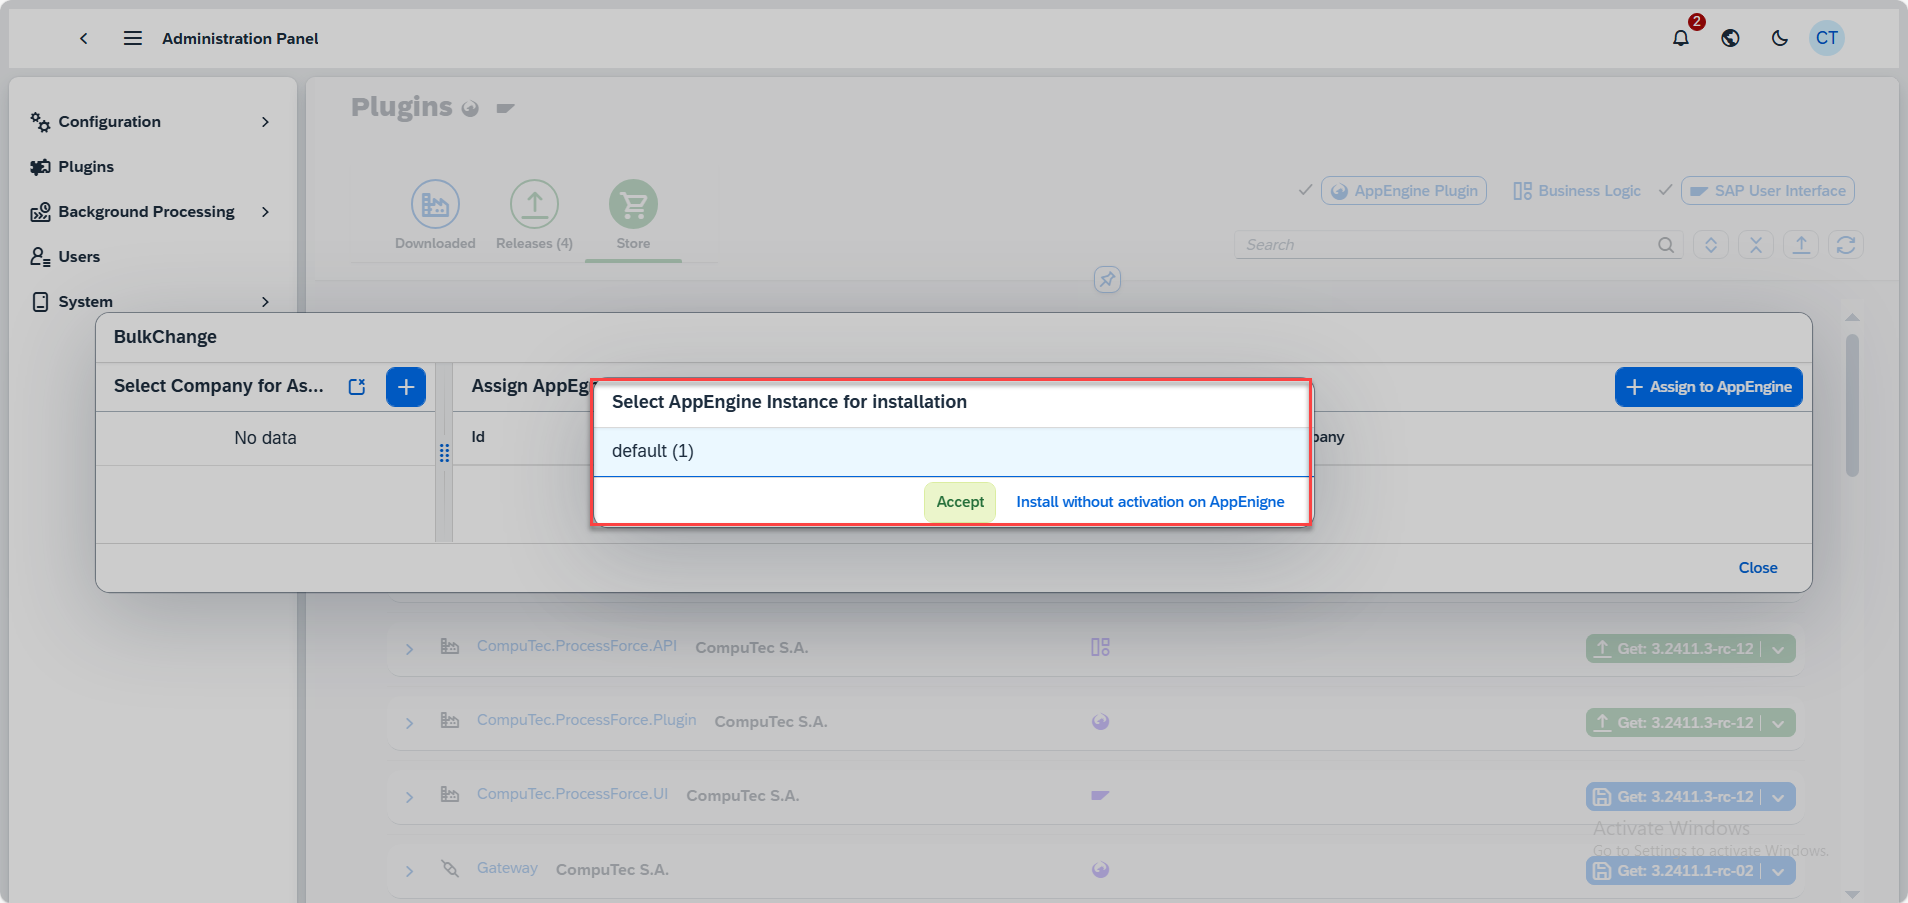 Administration Panel
2
CT
Configuration
Plugins
Background Processing
Users
System
Plugins
Downloaded
Releases (4)
Store
AppEngine Plugin
Business Logic
SAP User Interface
Search
BulkChange
Select Company for As...
No data
Assign AppEg
Assign to AppEngine
Id
pany
Select AppEngine Instance for installation
default (1)
Accept
Install without activation on AppEnigne
Close
CompuTec.ProcessForce.API CompuTec S.A.
Get: 3.2411.3-rc-12
CompuTec.ProcessForce.Plugin CompuTec S.A.
Get: 3.2411.3-rc-12
CompuTec.ProcessForce.UI CompuTec S.A.
Get: 3.2411.3-rc-12
Activate Windows
Go to Settings to activate Windows.
Gateway CompuTec S.A.
Get: 3.2411.1-rc-02